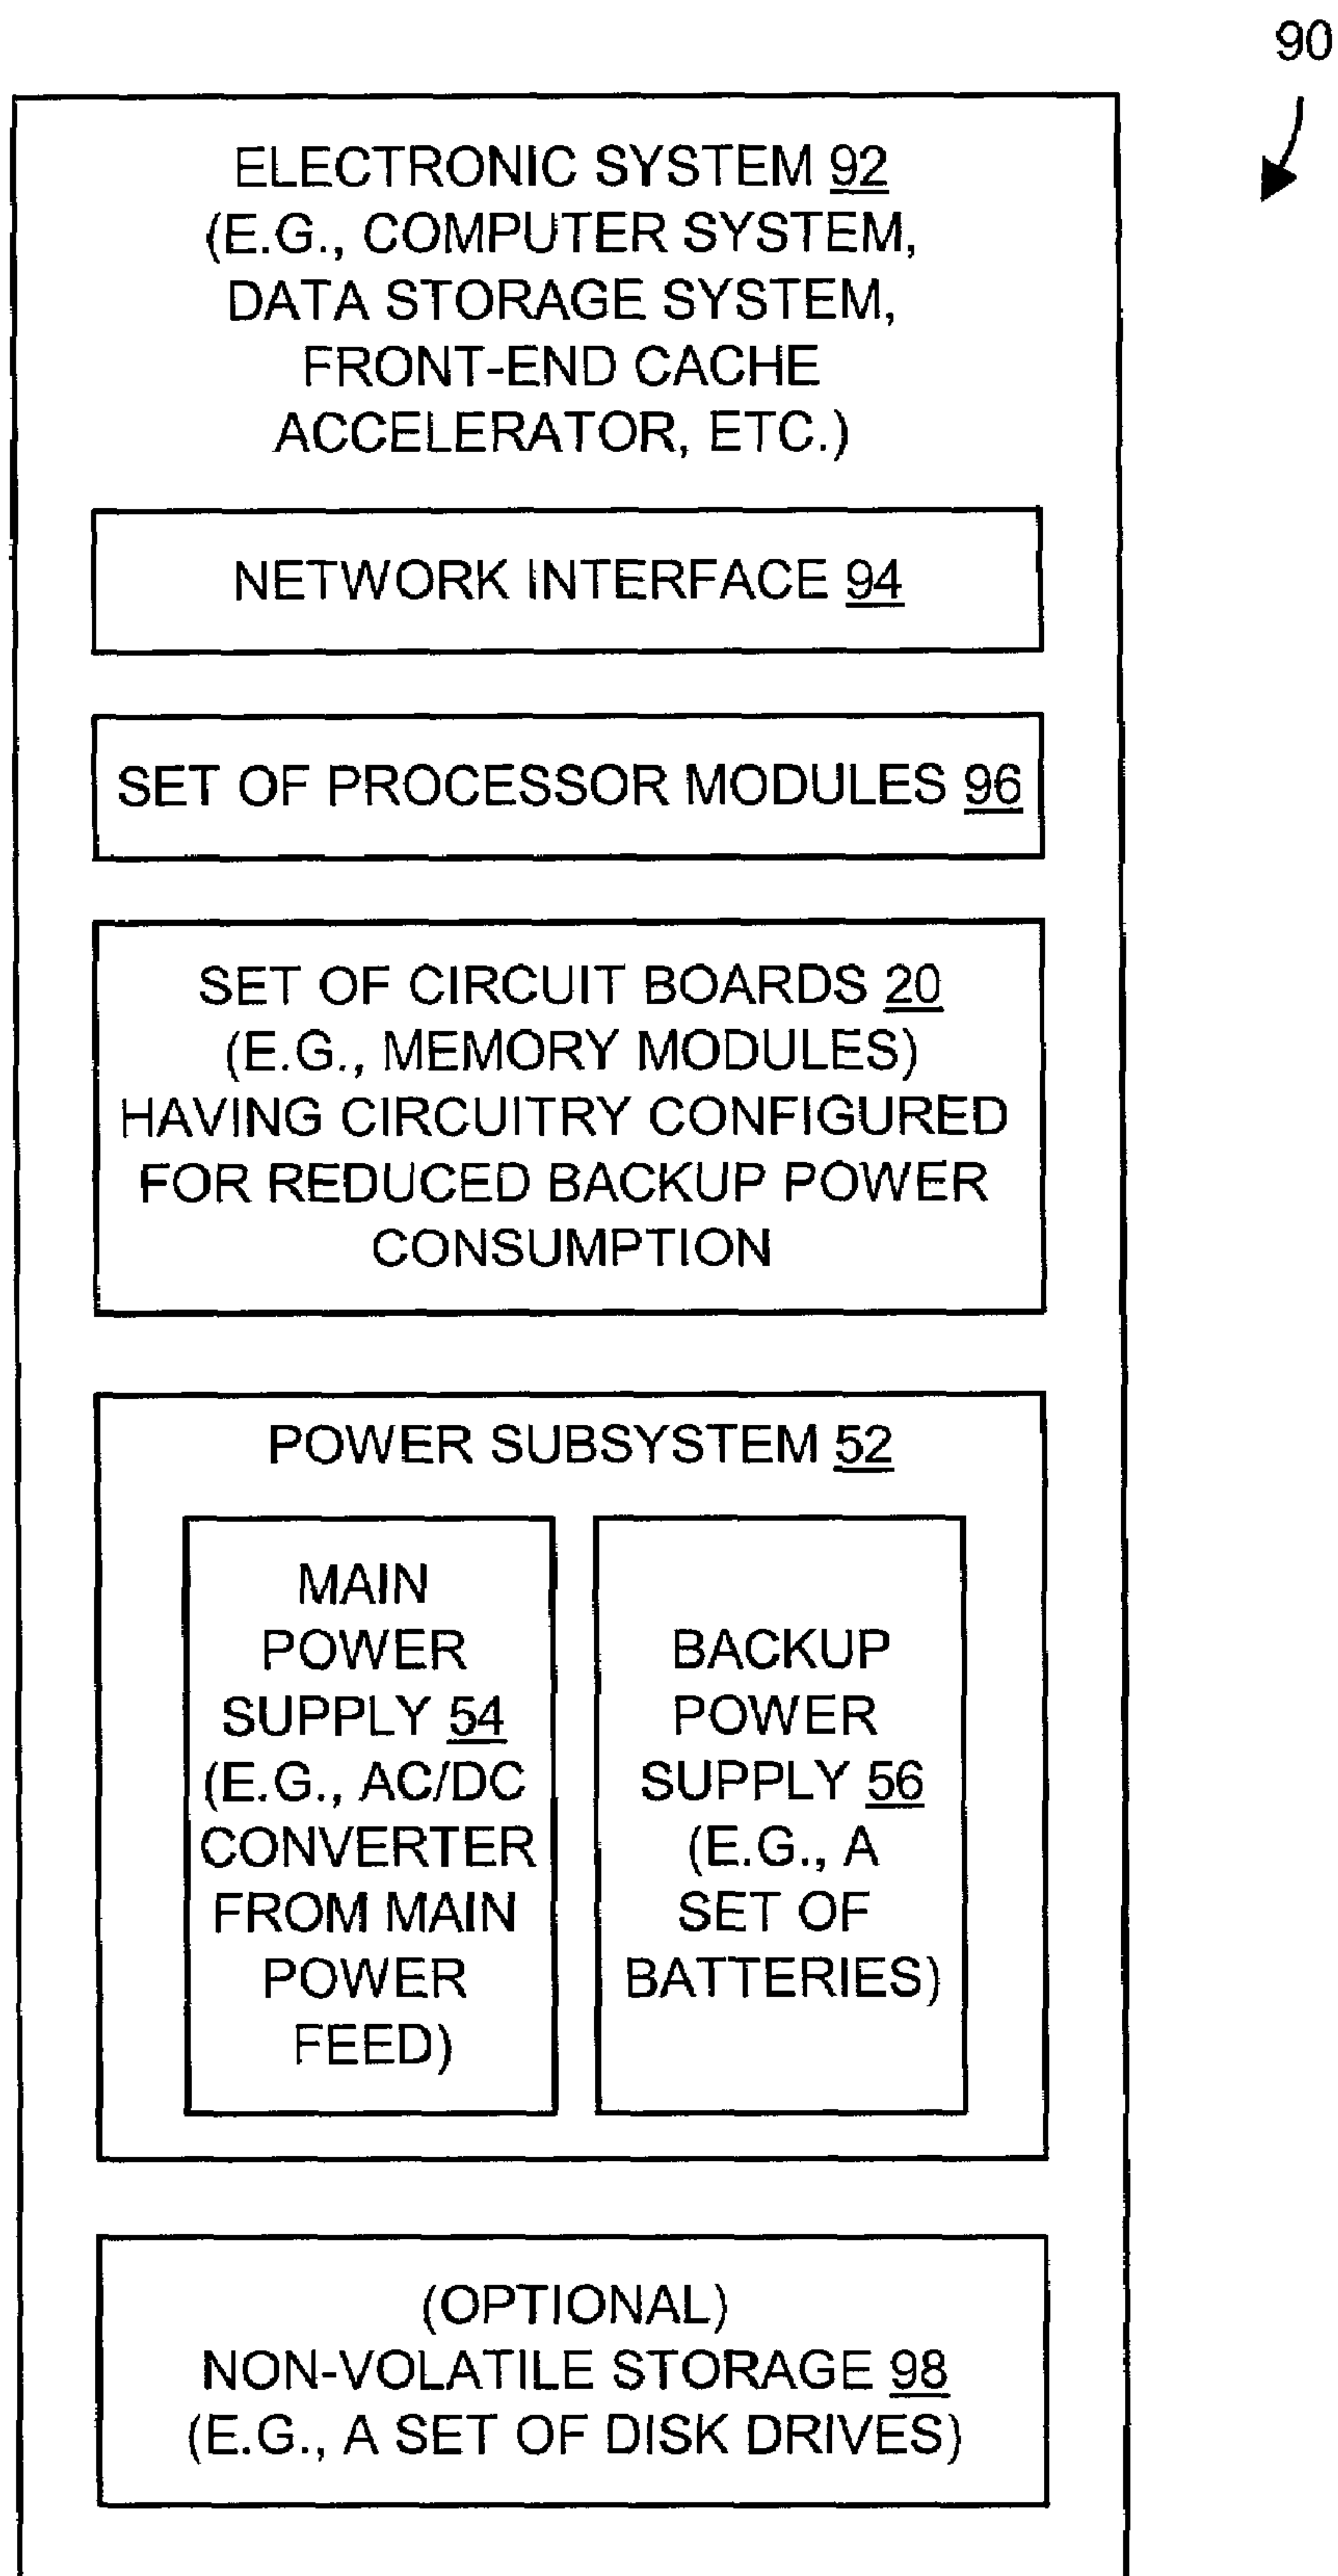 90
ELECTRONIC SYSTEM 92
(E.G., COMPUTER SYSTEM,
DATA STORAGE SYSTEM,
FRONT-END CACHE
ACCELERATOR, ETC.)
NETWORK INTERFACE 94
SET OF PROCESSOR MODULES 96
SET OF CIRCUIT BOARDS 20
(E.G., MEMORY MODULES)
HAVING CIRCUITRY CONFIGURED
FOR REDUCED BACKUP POWER
CONSUMPTION
POWER SUBSYSTEM 52
MAIN
POWER
SUPPLY 54
(E.G., AC/DC
CONVERTER
FROM MAIN
POWER
FEED)
BACKUP
POWER
SUPPLY 56
(E.G., A
SET OF
BATTERIES)
(OPTIONAL)
NON-VOLATILE STORAGE 98
(E.G., A SET OF DISK DRIVES)